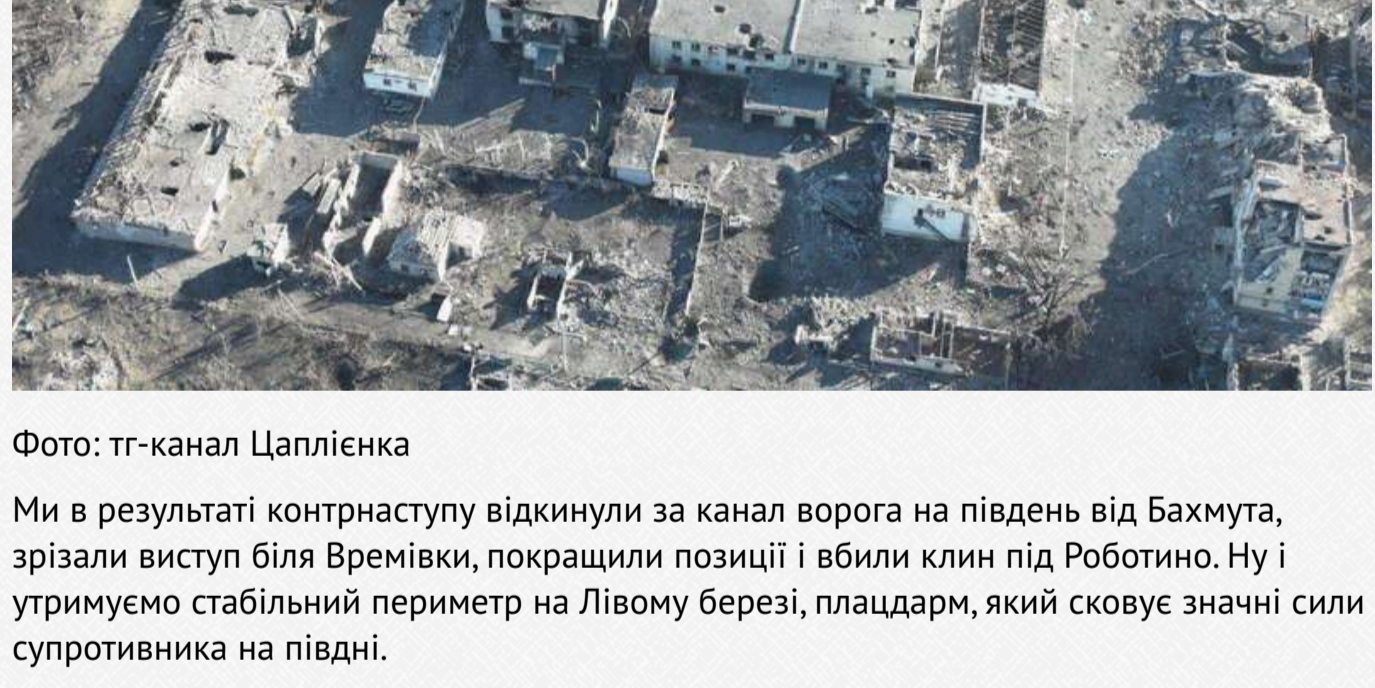 Фото: тг-канал Цаплієнка
Ми в результаті контрнаступу відкинули за канал ворога на південь від Бахмута,
зрізали виступ біля Времівки, покращили позиції і вбили клин під Роботино. Ну і
утримуємо стабільний периметр на Лівому березі, плацдарм, який сковує значні сили
супротивника на півдні.